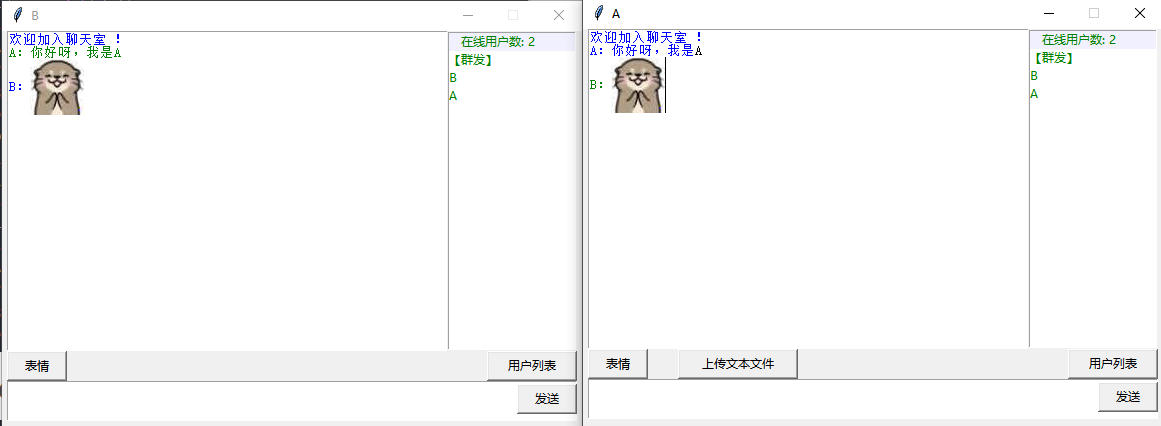 B
欢迎加入聊天室 ！
A：你好呀，我是A
B：
在线用户数: 2
【群发】
B
A
表情
用户列表
发送
A
欢迎加入聊天室 ！
A：你好呀，我是A
B：
在线用户数: 2
【群发】
B
A
表情
上传文本文件
用户列表
发送